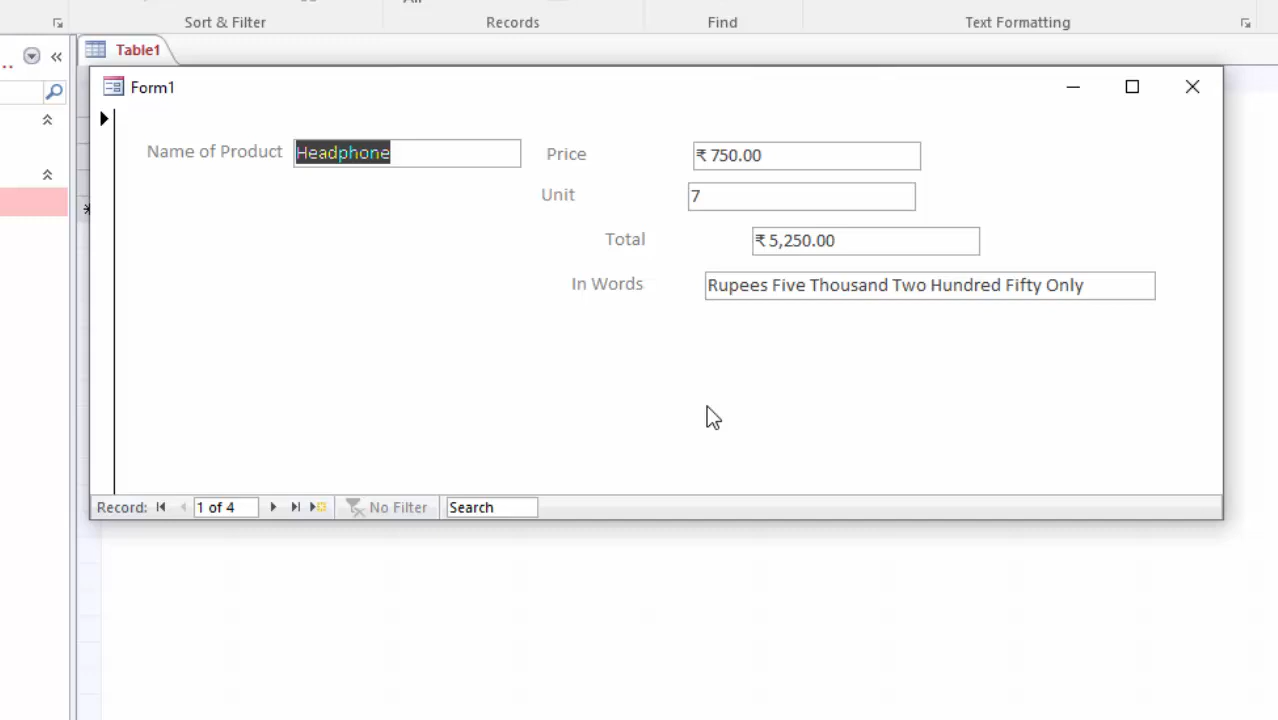 Sort & Filter Records Find Text Formatting
Table1
Form1
Name of Product Headphone Price ₹ 750.00
Unit 7
Total ₹ 5,250.00
In Words Rupees Five Thousand Two Hundred Fifty Only
Record: 1 of 4 No Filter Search